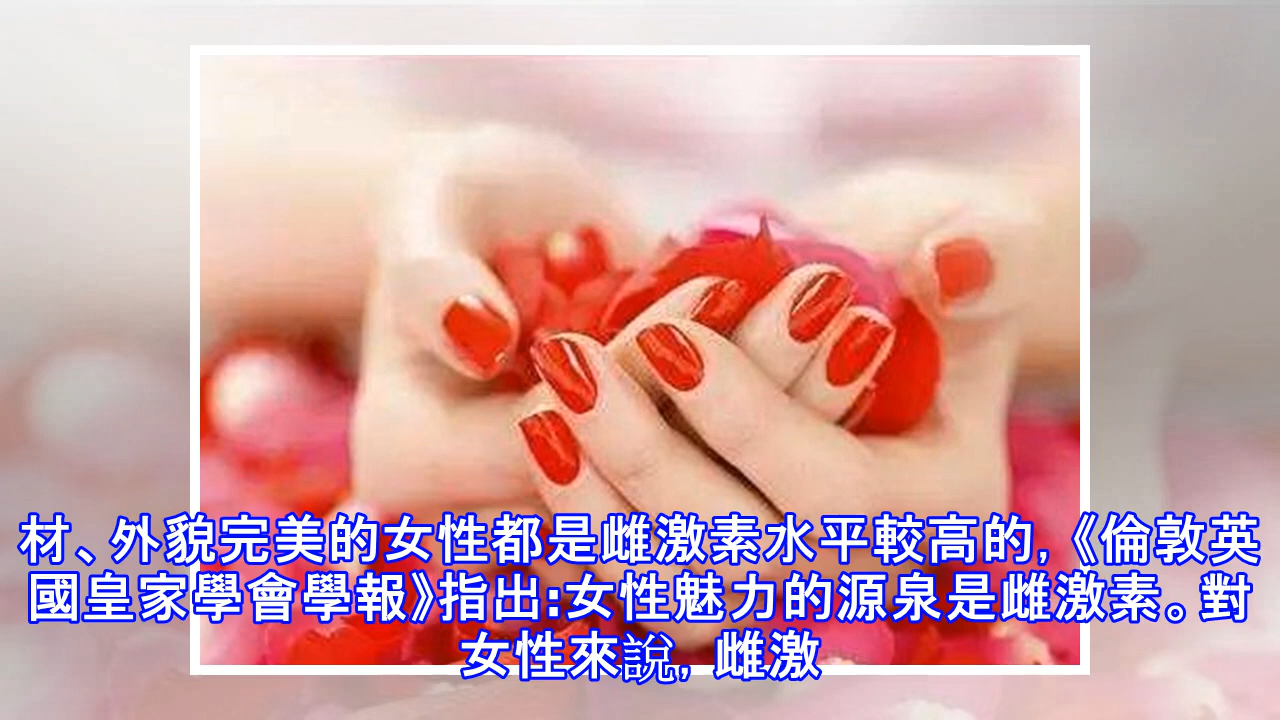 材、外貌完美的女性都是雌激素水平較高的,《倫敦英
國皇家學會學報》指出:女性魅力的源泉是雌激素。對
女性來說,雌激